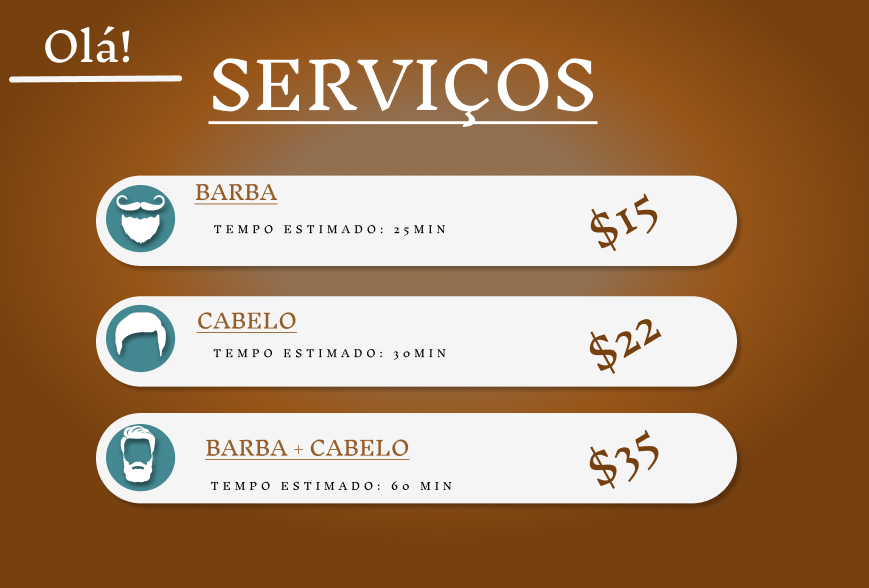 Olá!
SERVIÇOS
BARBA
TEMPO ESTIMADO: 25MIN
$15
CABELO
TEMPO ESTIMADO: 30MIN
$22
BARBA + CABELO
TEMPO ESTIMADO: 60 MIN
$35